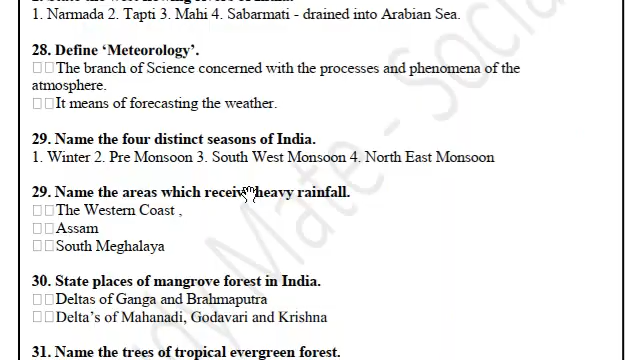 1. Narmada 2. Tapti 3. Mahi 4. Sabarmati - drained into Arabian Sea.
28. Define ‘Meteorology’.
The branch of Science concerned with the processes and phenomena of the
atmosphere.
It means of forecasting the weather.
29. Name the four distinct seasons of India.
1. Winter 2. Pre Monsoon 3. South West Monsoon 4. North East Monsoon
29. Name the areas which receive heavy rainfall.
The Western Coast ,
Assam
South Meghalaya
30. State places of mangrove forest in India.
Deltas of Ganga and Brahmaputra
Delta’s of Mahanadi, Godavari and Krishna
31. Name the trees of tropical evergreen forest.